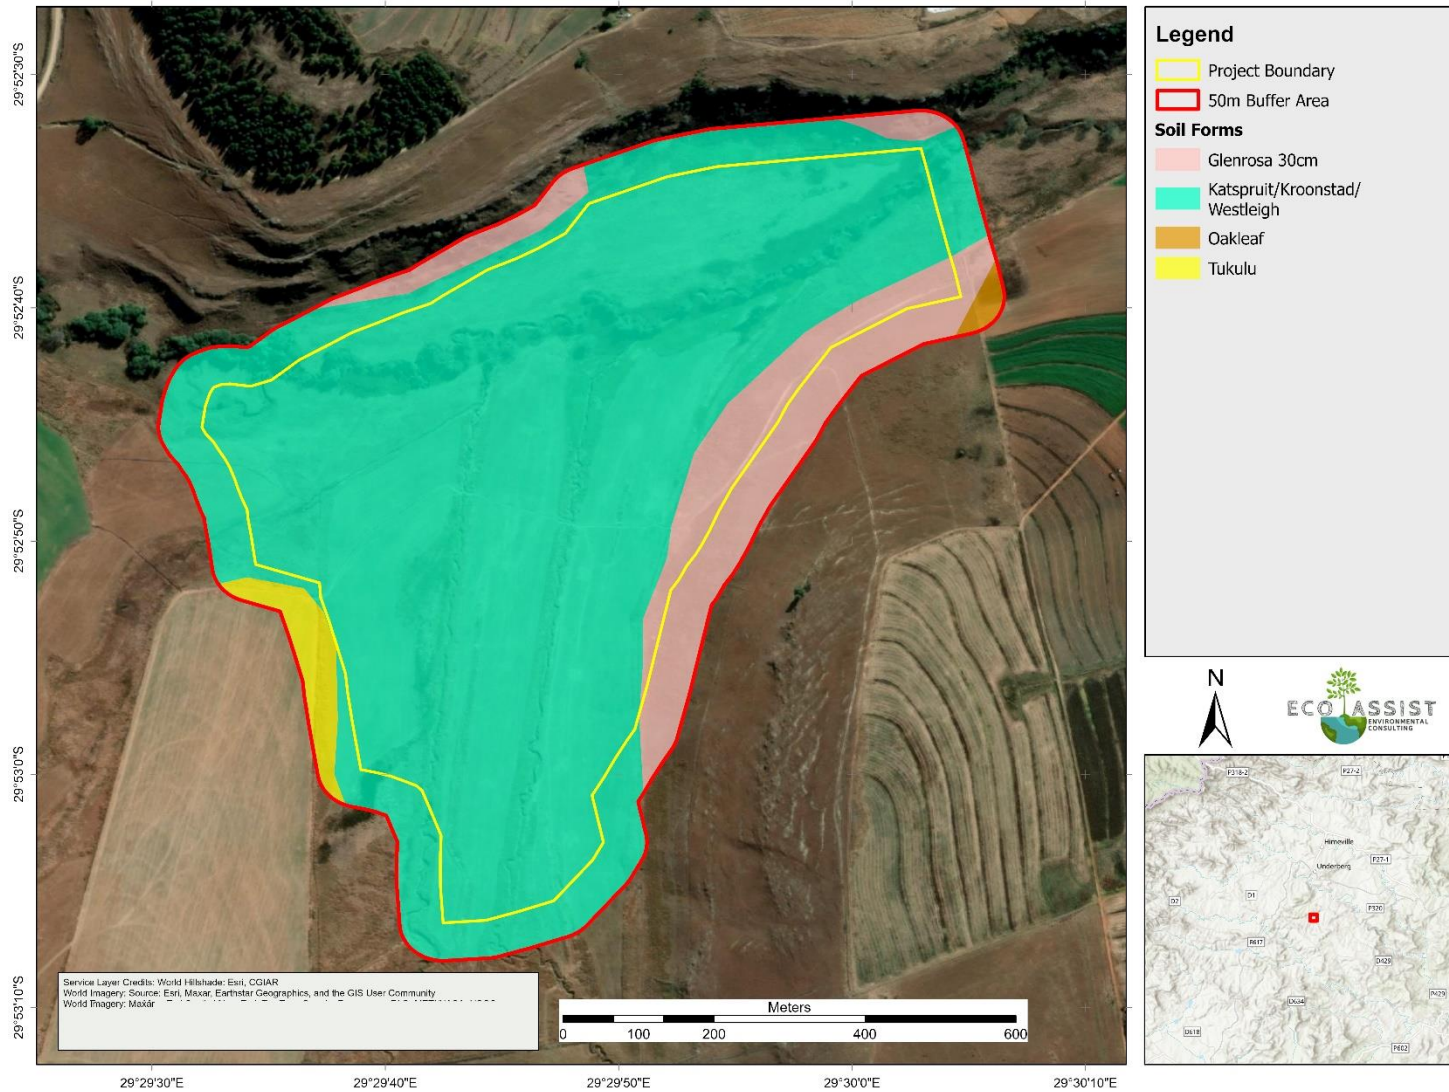 29°52'30"S
29°52'40"S
29°52'50"S
29°53'0"S
29°53'10"S
29°29'30"E
29°29'40"E
29°29'50"E
29°30'0"E
29°30'10"E
Service Layer Credits: World Hillshade: Esri, CGIAR
World Imagery: Source: Esri, Maxar, Earthstar Geographics, and the GIS User Community
World Imagery: Maxar
Meters
0 100 200 400 600
Legend
Project Boundary
50m Buffer Area
Soil Forms
Glenrosa 30cm
Katspruit/Kroonstad/
Westleigh
Oakleaf
Tukulu
N
ECO ASSIST
ENVIRONMENTAL
CONSULTING
P318-2
P27-2
Himeville
Underberg
P27-1
D2
D1
P320
R617
D429
P429
D634
D618
P602